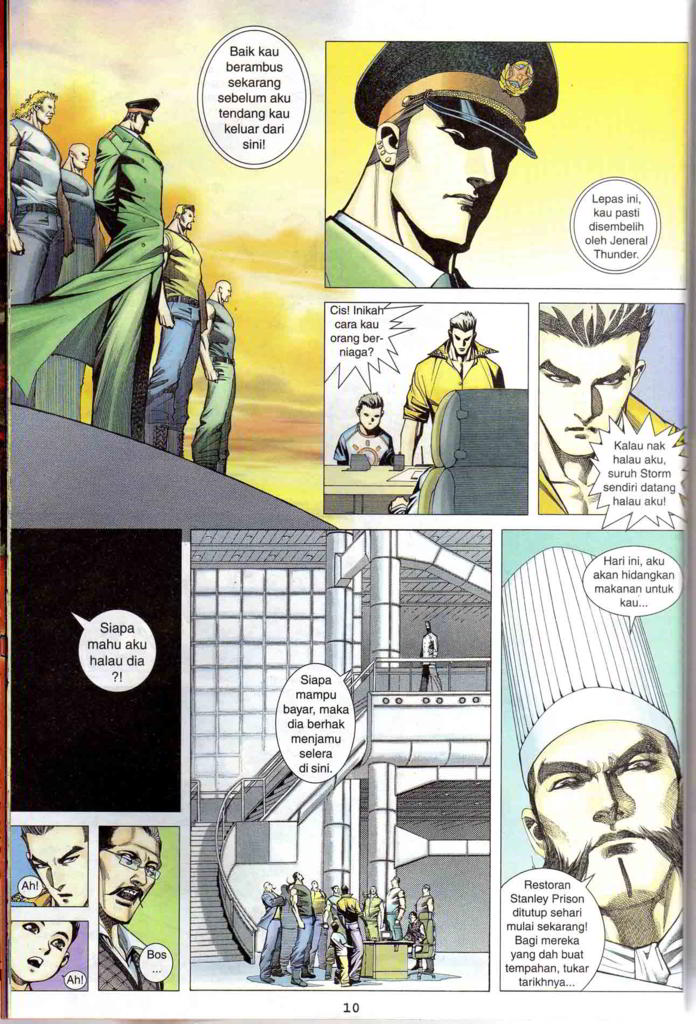 Baik kau
berambus
sekarang
sebelum aku
tendang kau
keluar dari
sini!
Lepas ini,
kau pasti
disembelih
oleh Jeneral
Thunder.
Cis! Inikah
cara kau
orang ber-
niaga?
Kalau nak
halau aku,
suruh Storm
sendiri datang
halau aku!
Siapa
mahu aku
halau dia
?!
Ah!
Ah!
Bos
...
Siapa
mampu
bayar, maka
dia berhak
menjamu
selera
di sini.
Hari ini, aku
akan hidangkan
makanan untuk
kau...
Restoran
Stanley Prison
ditutup sehari
mulai sekarang!
Bagi mereka
yang dah buat
tempahan, tukar
tarikhnya...
10